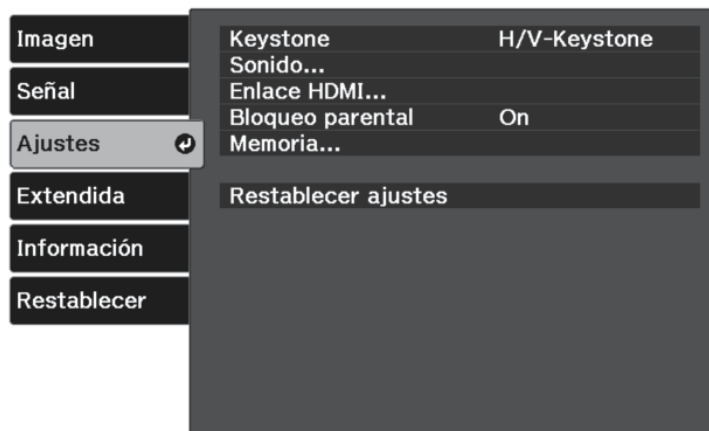 Imagen
Señal
Ajustes
Extendida
Información
Restablecer
Keystone H/V-Keystone
Sonido...
Enlace HDMI...
Bloqueo parental On
Memoria...
Restablecer ajustes